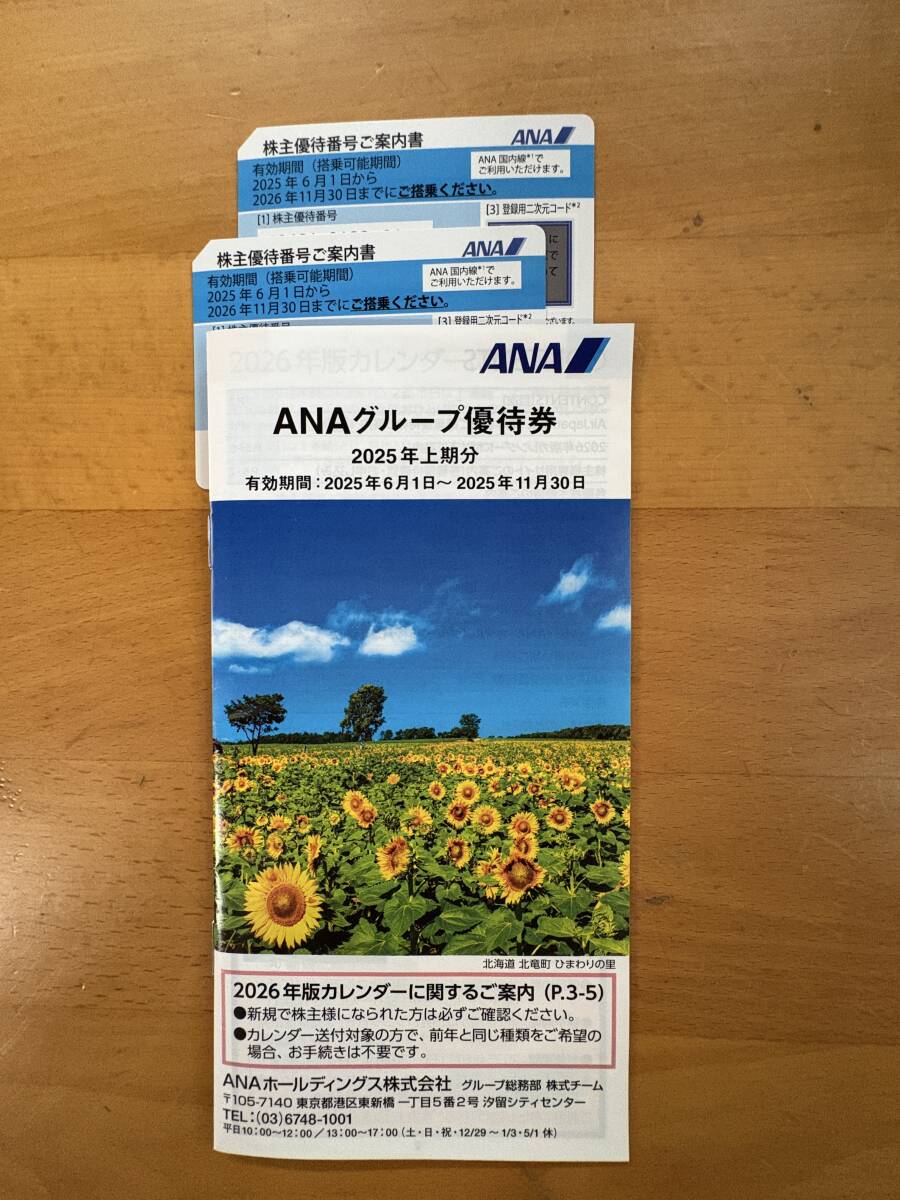 株主優待番号ご案内書
ANA
有効期間（搭乗可能期間）
2025年6月1日から
2026年11月30日までにご搭乗ください。
ANA 国内線*1で
ご利用いただけます。
[1] 株主優待番号
[3] 登録用二次元コード*2
株主優待番号ご案内書
ANA
有効期間（搭乗可能期間）
2025年6月1日から
2026年11月30日までにご搭乗ください。
ANA 国内線*1で
ご利用いただけます。
[1] 株主優待番号
[3] 登録用二次元コード*2
ANA
ANAグループ優待券
2025年上期分
有効期間：2025年6月1日～2025年11月30日
北海道 北竜町 ひまわりの里
2026年版カレンダーに関するご案内（P.3-5）
●新規で株主様になられた方は必ずご確認ください。
●カレンダー送付対象の方で、前年と同じ種類をご希望の
場合、お手続きは不要です。
ANAホールディングス株式会社 グループ総務部 株式チーム
〒105-7140 東京都港区東新橋一丁目5番2号 汐留シティセンター
TEL：(03)6748-1001
平日10：00～12：00／13：00～17：00（土・日・祝・12/29～1/3・5/1休）